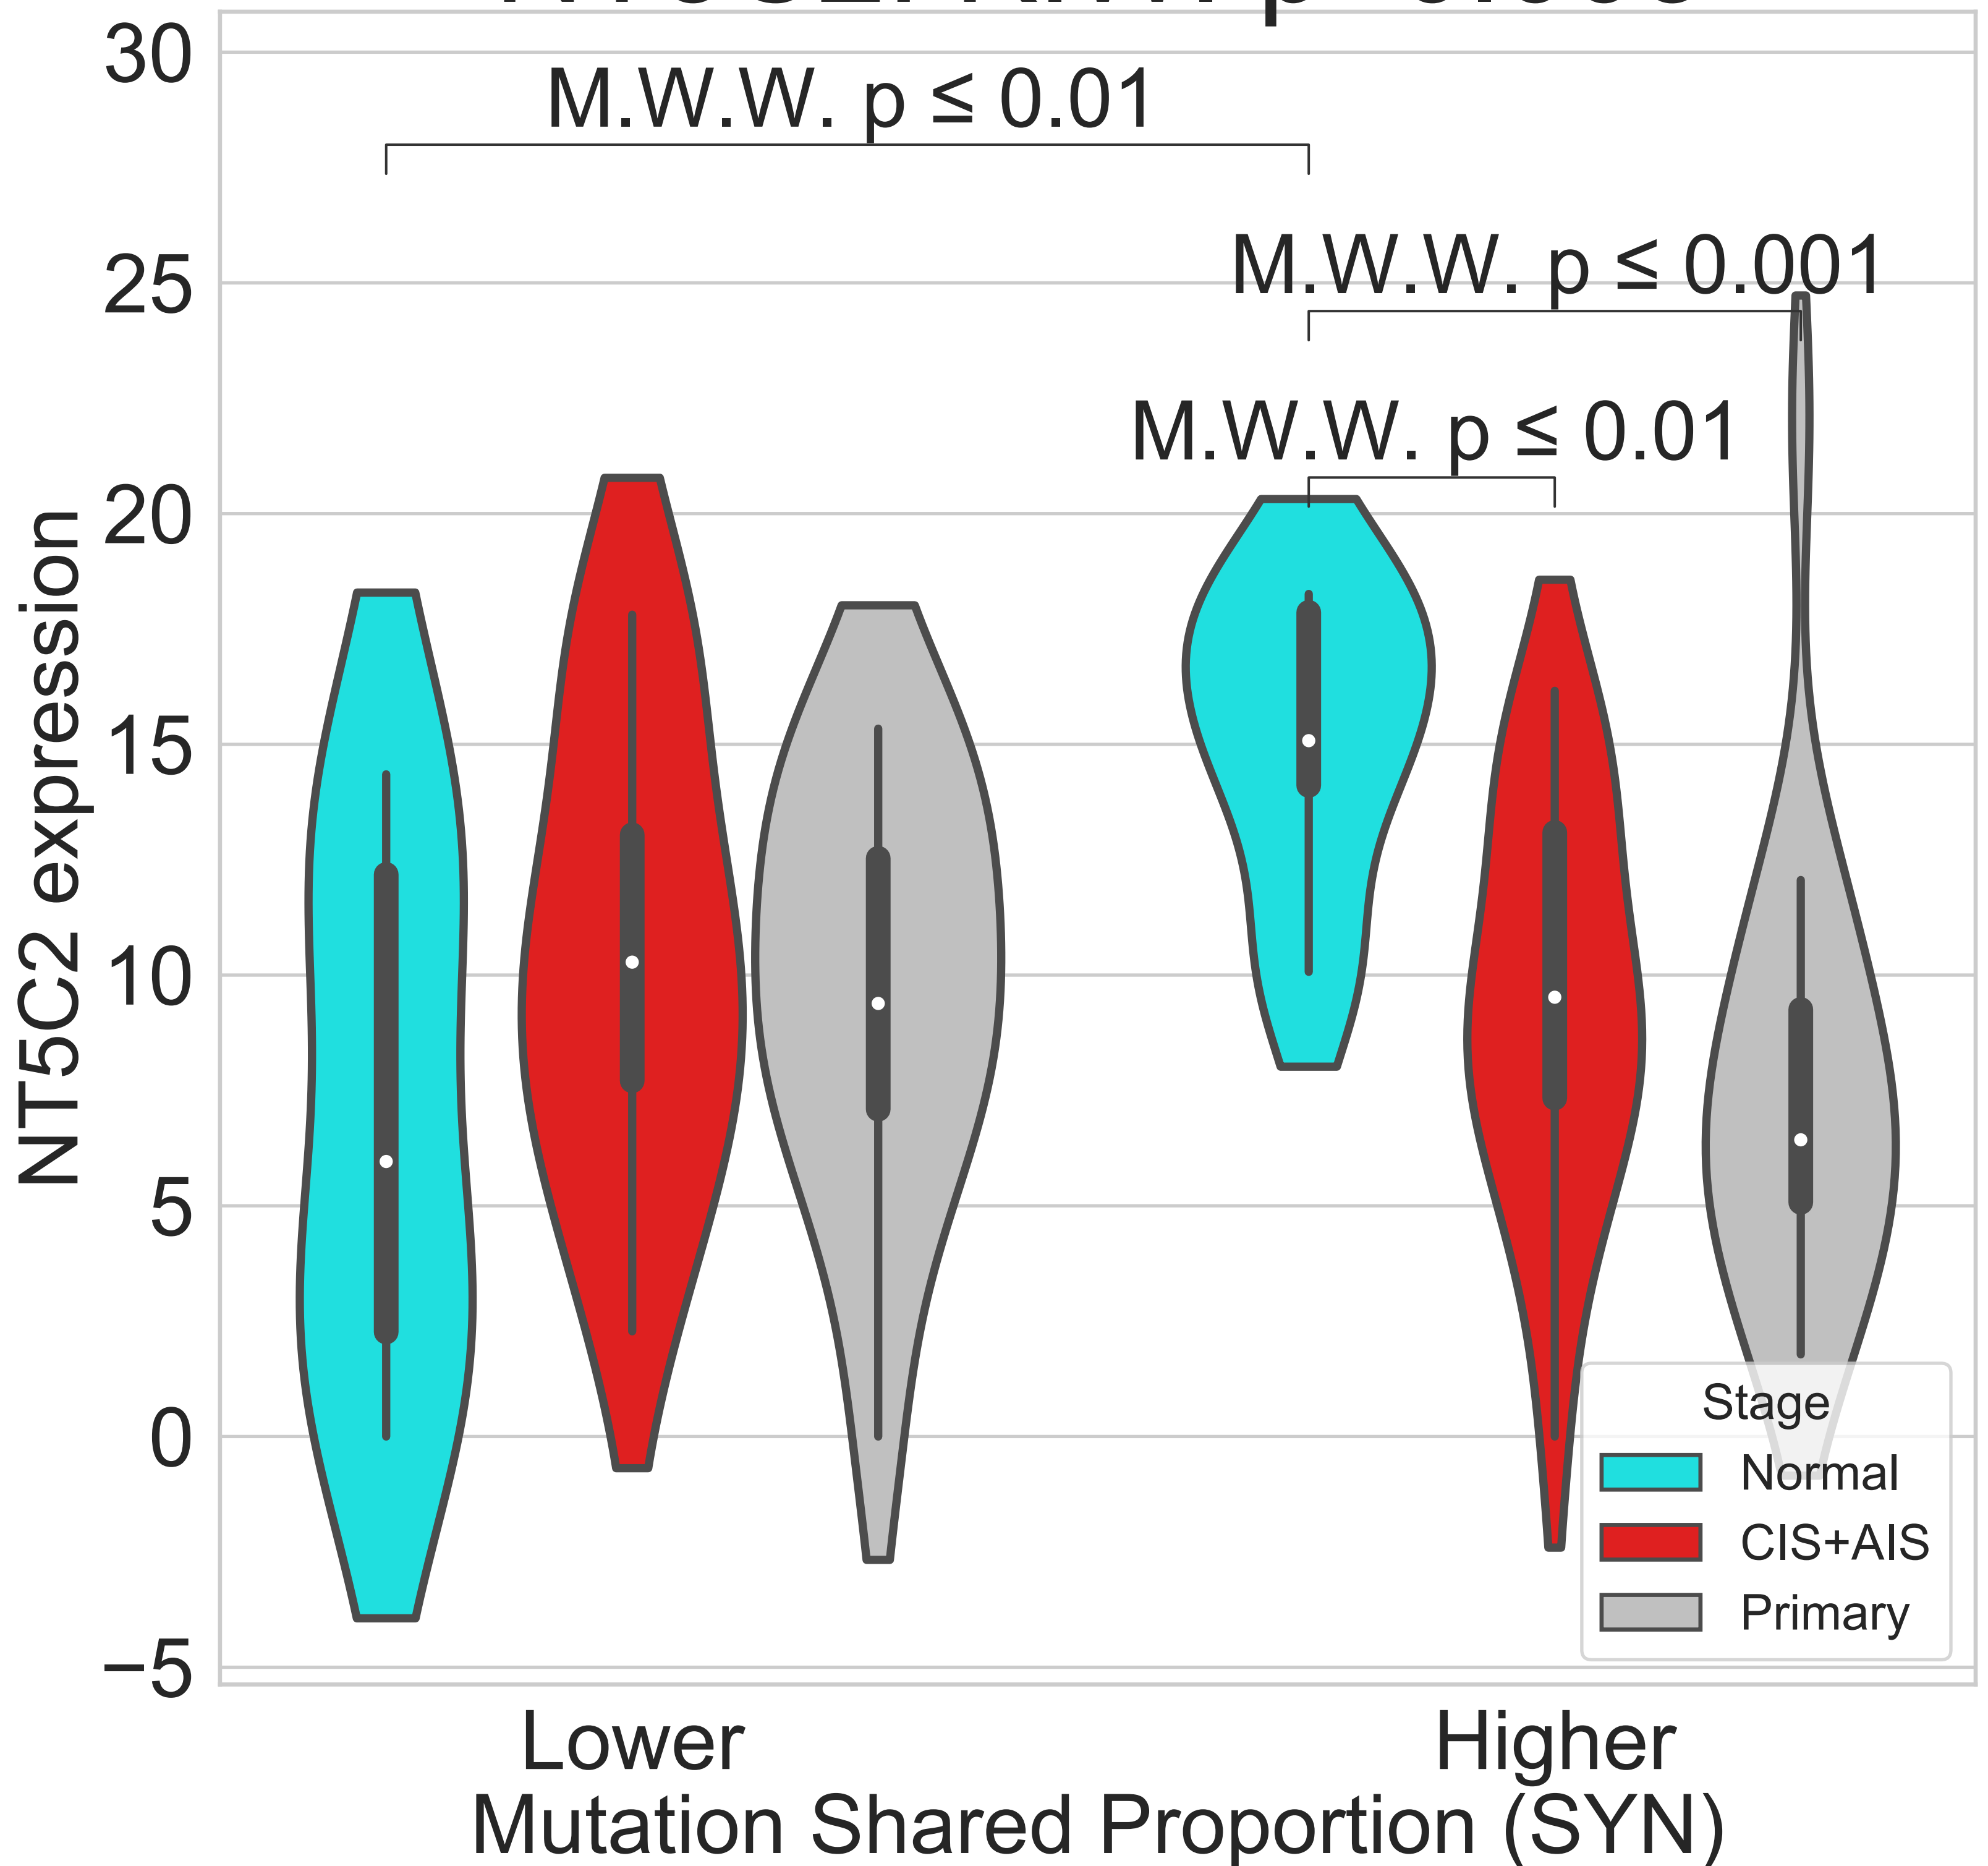 M.W.W. p ≤ 0.01
M.W.W. p ≤ 0.001
M.W.W. p ≤ 0.01
30
25
20
15
10
5
0
−5
NT5C2 expression
Stage
Normal
CIS+AIS
Primary
Lower
Higher
Mutation Shared Proportion (SYN)